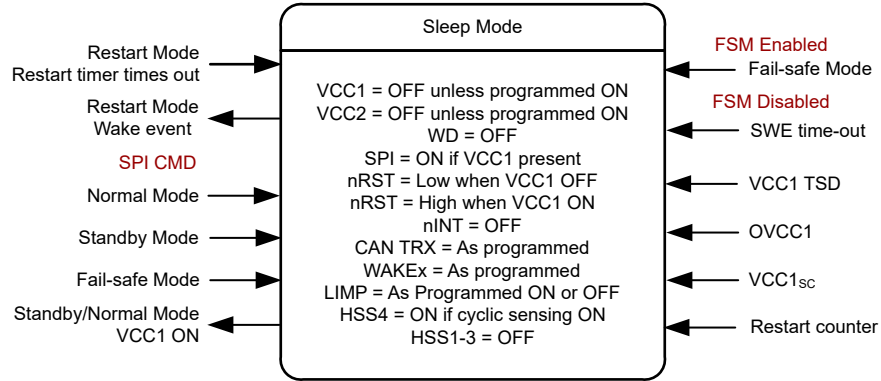 Sleep Mode
Restart Mode
Restart timer times out
Restart Mode
Wake event
SPI CMD
Normal Mode
Standby Mode
Fail-safe Mode
Standby/Normal Mode
VCC1 ON
VCC1 = OFF unless programmed ON
VCC2 = OFF unless programmed ON
WD = OFF
SPI = ON if VCC1 present
nRST = Low when VCC1 OFF
nRST = High when VCC1 ON
nINT = OFF
CAN TRX = As programmed
WAKEx = As programmed
LIMP = As Programmed ON or OFF
HSS4 = ON if cyclic sensing ON
HSS1-3 = OFF
FSM Enabled
Fail-safe Mode
FSM Disabled
SWE time-out
VCC1 TSD
OVCC1
VCC1SC
Restart counter